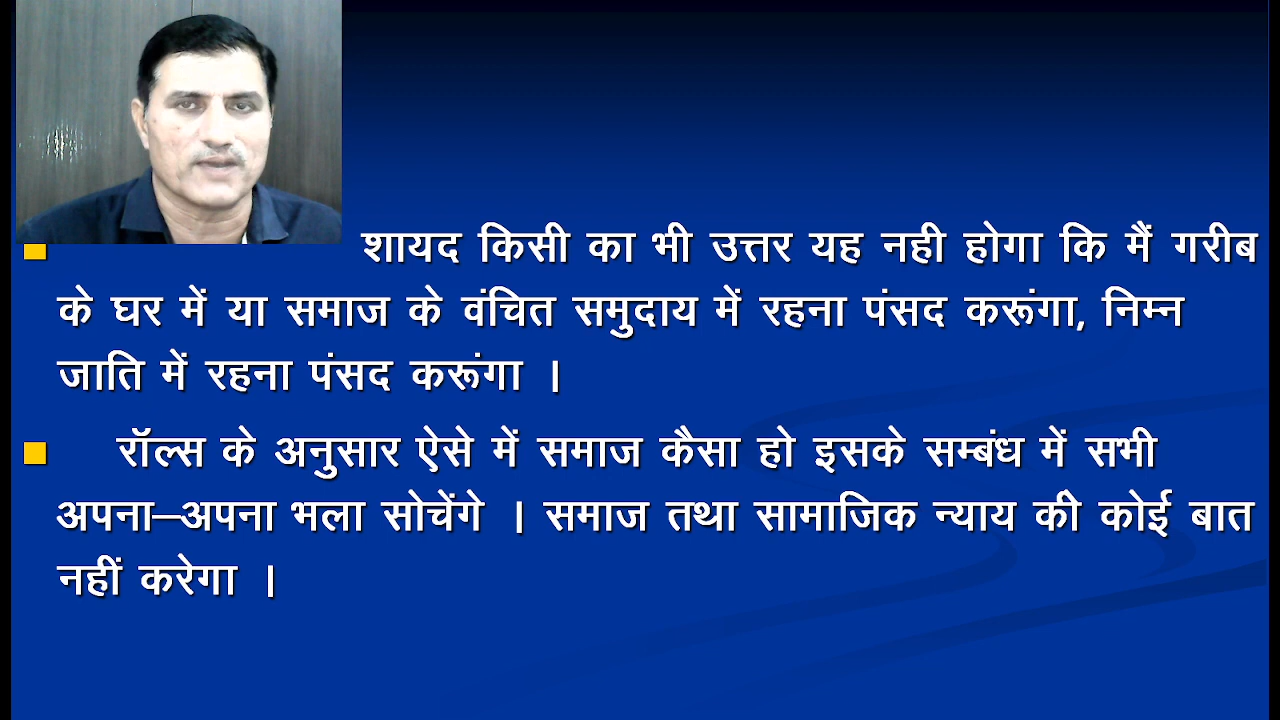 शायद किसी का भी उत्तर यह नही होगा कि मैं गरीब
के घर में या समाज के वंचित समुदाय में रहना पंसद करूंगा, निम्न
जाति में रहना पंसद करूंगा ।
रॉल्स के अनुसार ऐसे में समाज कैसा हो इसके सम्बंध में सभी
अपना–अपना भला सोचेंगे । समाज तथा सामाजिक न्याय की कोई बात
नहीं करेगा ।